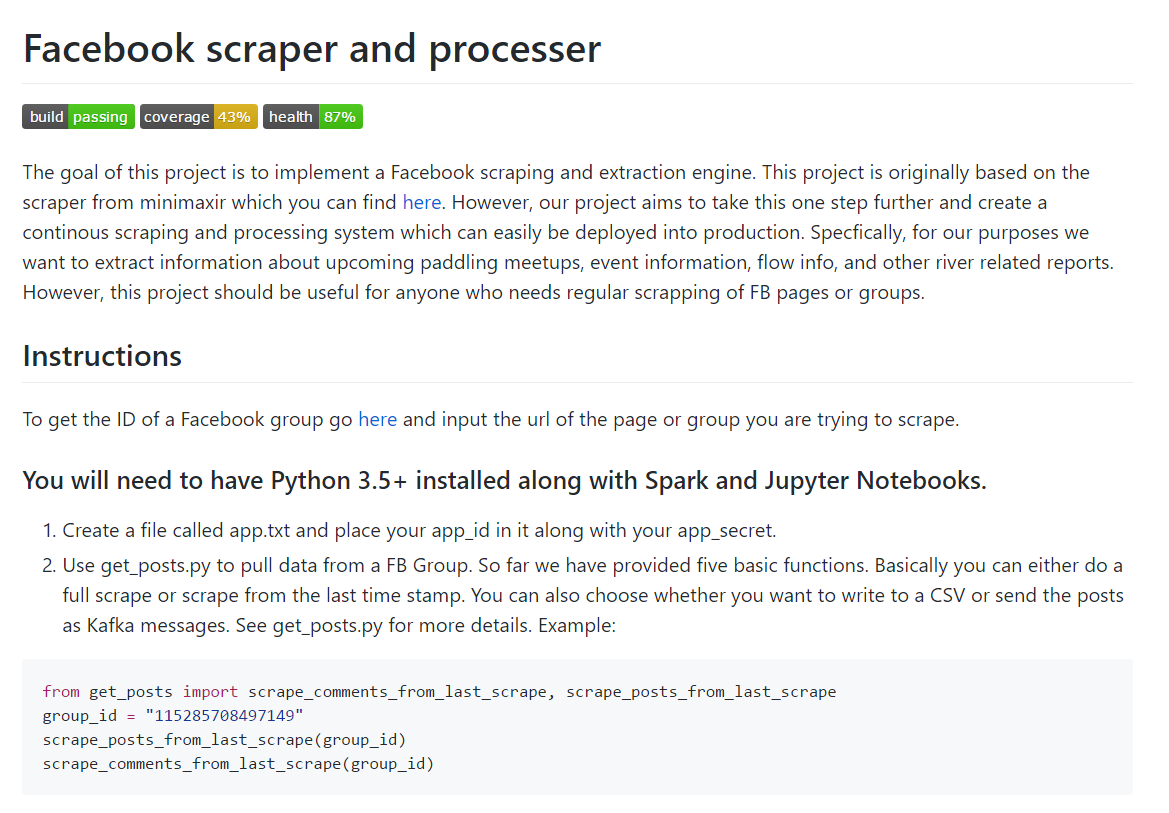 Facebook scraper and processer
build passing coverage 43% health 87%
The goal of this project is to implement a Facebook scraping and extraction engine. This project is originally based on the
scraper from minimaxir which you can find here. However, our project aims to take this one step further and create a
continous scraping and processing system which can easily be deployed into production. Specfically, for our purposes we
want to extract information about upcoming paddling meetups, event information, flow info, and other river related reports.
However, this project should be useful for anyone who needs regular scrapping of FB pages or groups.
Instructions
To get the ID of a Facebook group go here and input the url of the page or group you are trying to scrape.
You will need to have Python 3.5+ installed along with Spark and Jupyter Notebooks.
1. Create a file called app.txt and place your app_id in it along with your app_secret.
2. Use get_posts.py to pull data from a FB Group. So far we have provided five basic functions. Basically you can either do a
full scrape or scrape from the last time stamp. You can also choose whether you want to write to a CSV or send the posts
as Kafka messages. See get_posts.py for more details. Example:
from get_posts import scrape_comments_from_last_scrape, scrape_posts_from_last_scrape
group_id = "115285708497149"
scrape_posts_from_last_scrape(group_id)
scrape_comments_from_last_scrape(group_id)